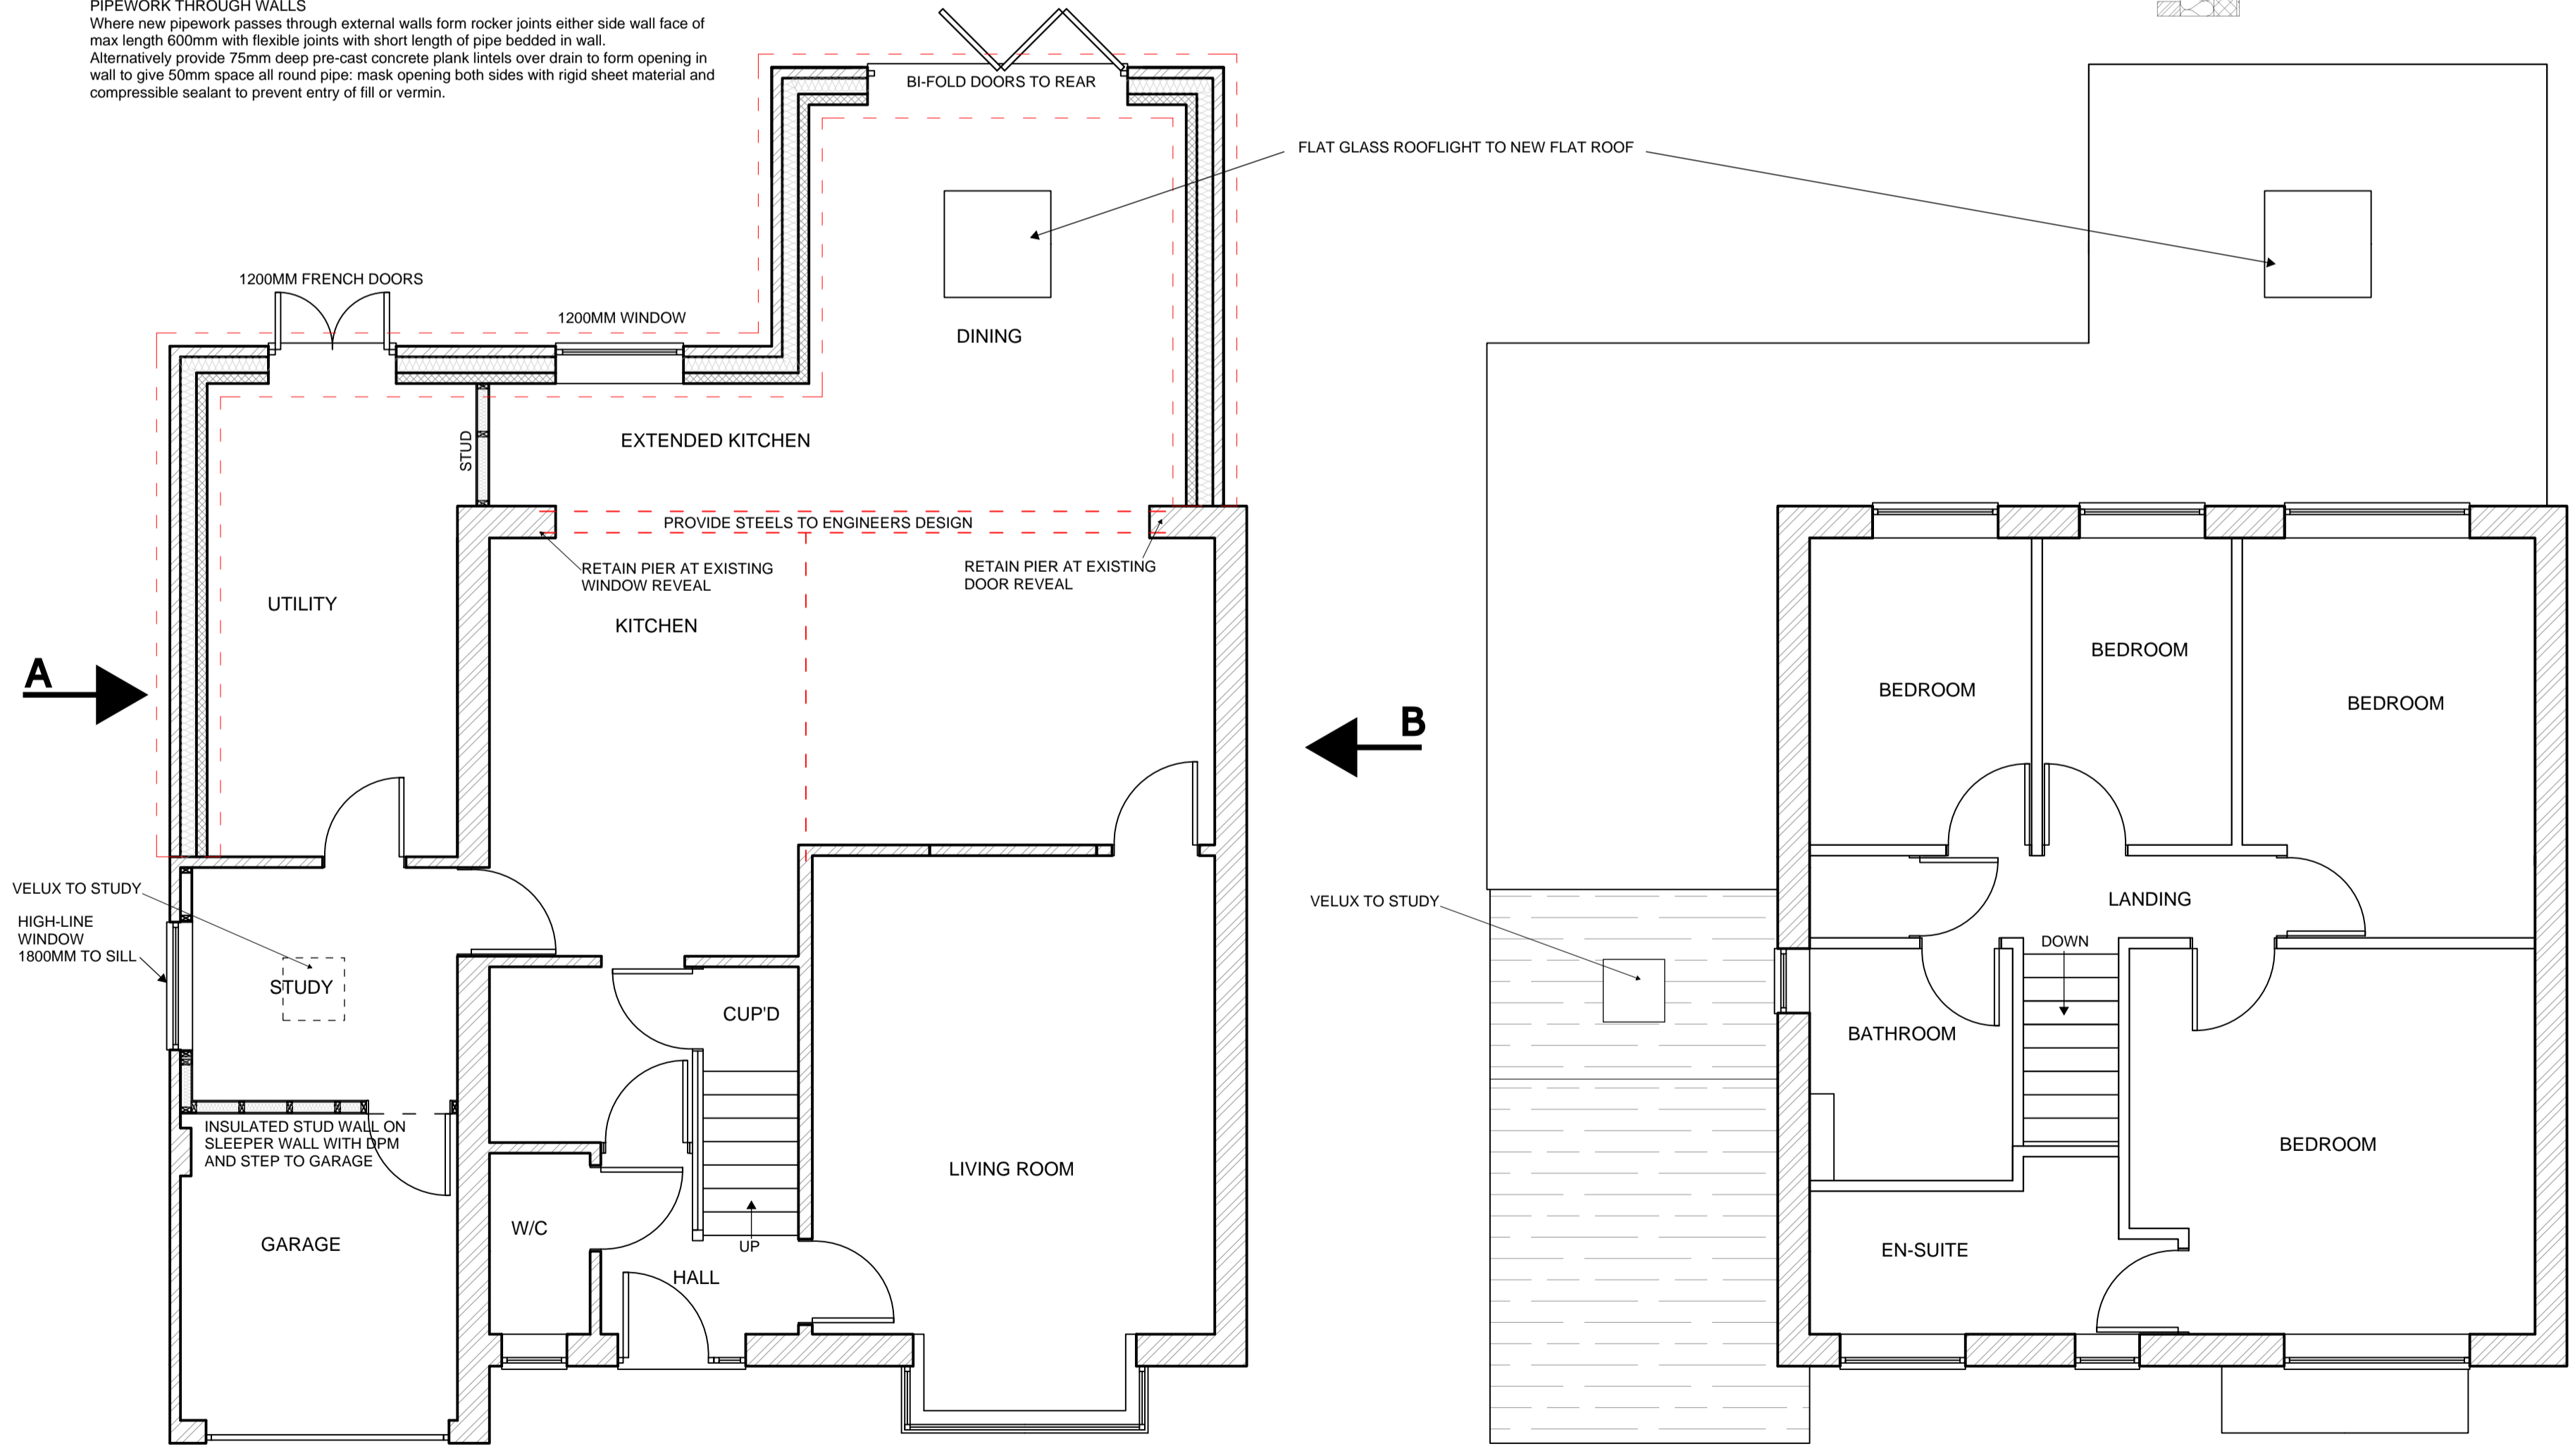 PIPEWORK THROUGH WALLS
Where new pipework passes through external walls form rocker joints either side wall face of
max length 600mm with flexible joints with short length of pipe bedded in wall.
Alternatively provide 75mm deep pre-cast concrete plank lintels over drain to form opening in
wall to give 50mm space all round pipe: mask opening both sides with rigid sheet material and
compressible sealant to prevent entry of fill or vermin.
BI-FOLD DOORS TO REAR
FLAT GLASS ROOFLIGHT TO NEW FLAT ROOF
1200MM FRENCH DOORS
1200MM WINDOW
DINING
STUD
EXTENDED KITCHEN
PROVIDE STEELS TO ENGINEERS DESIGN
RETAIN PIER AT EXISTING
WINDOW REVEAL
RETAIN PIER AT EXISTING
DOOR REVEAL
UTILITY
KITCHEN
A
B
BEDROOM
BEDROOM
BEDROOM
VELUX TO STUDY
HIGH-LINE
WINDOW
1800MM TO SILL
STUDY
VELUX TO STUDY
LANDING
DOWN
CUP'D
BATHROOM
INSULATED STUD WALL ON
SLEEPER WALL WITH DPM
AND STEP TO GARAGE
LIVING ROOM
BEDROOM
W/C
UP
GARAGE
HALL
EN-SUITE